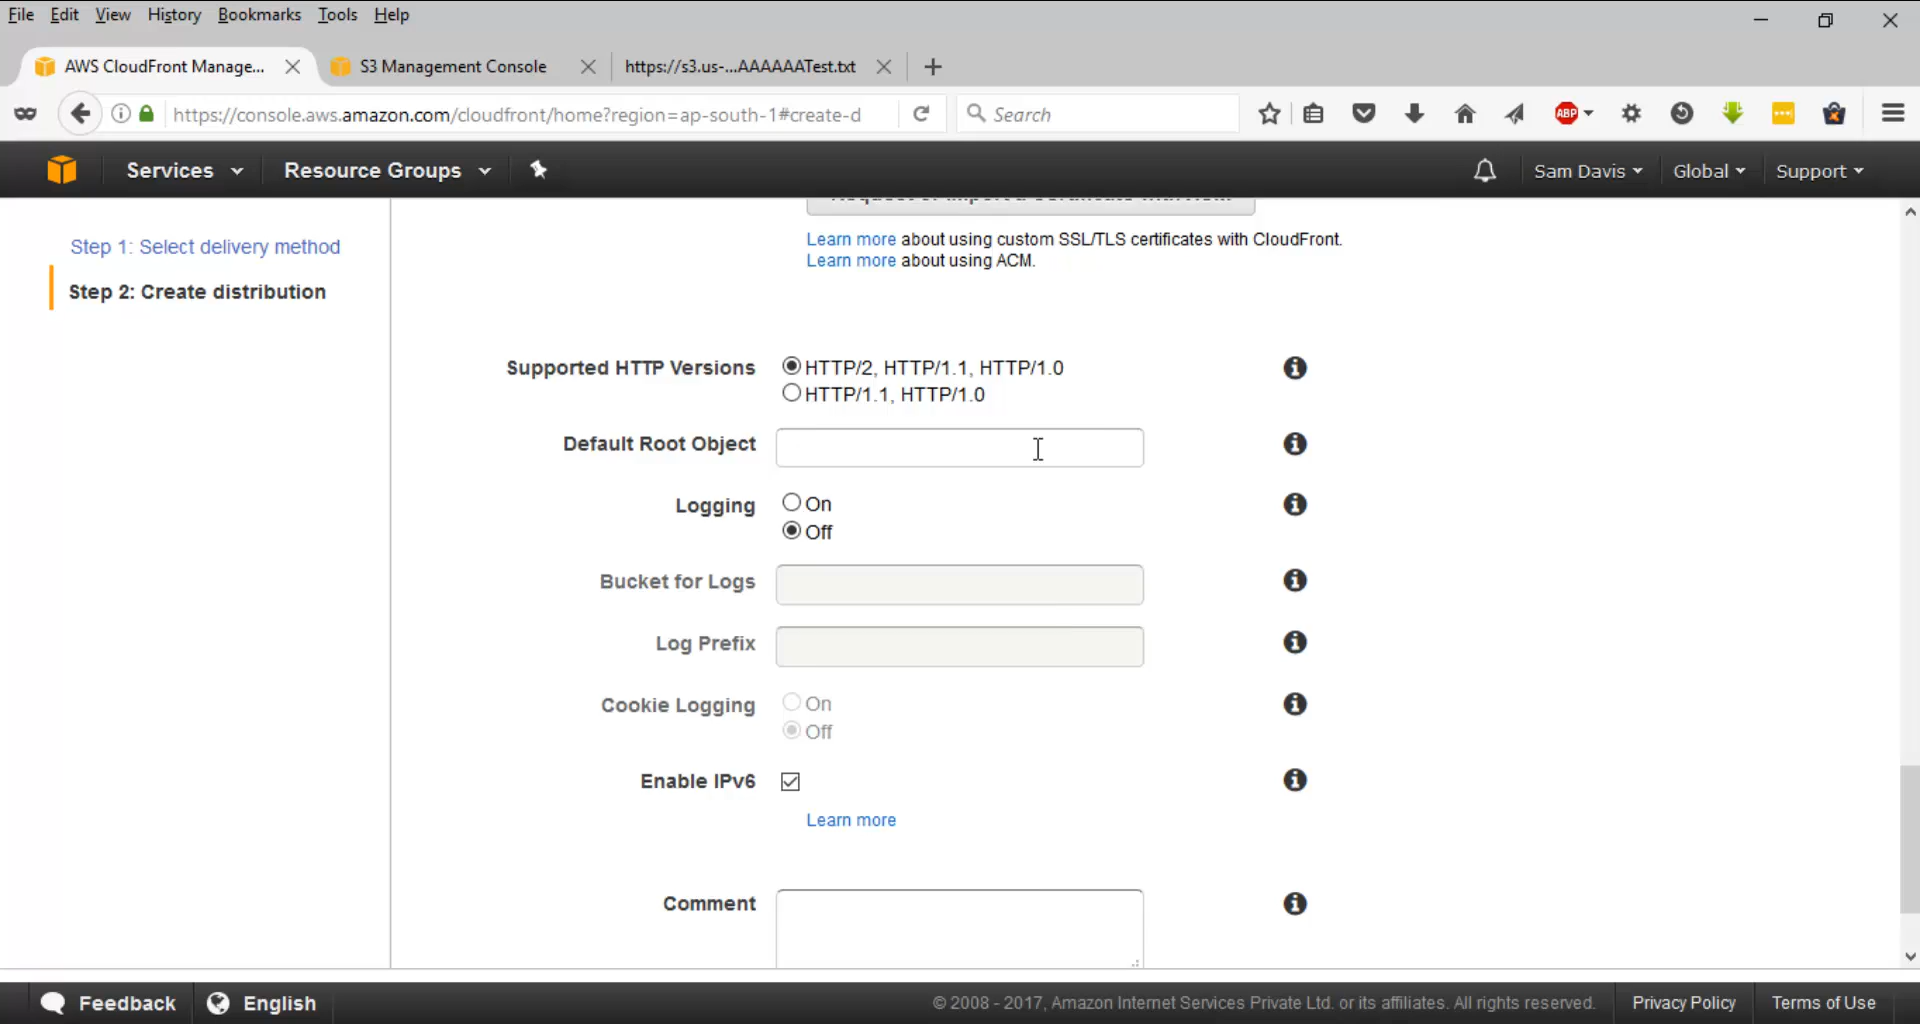 File Edit View History Bookmarks Tools Help
AWS CloudFront Manage... S3 Management Console https://s3.us-...AAAAAATest.txt
https://console.aws.amazon.com/cloudfront/home?region=ap-south-1#create-d Search ABP
Services Resource Groups Sam Davis Global Support
Step 1: Select delivery method
Step 2: Create distribution
Learn more about using custom SSL/TLS certificates with CloudFront.
Learn more about using ACM.
Supported HTTP Versions HTTP/2, HTTP/1.1, HTTP/1.0
HTTP/1.1, HTTP/1.0
Default Root Object
Logging On
Off
Bucket for Logs
Log Prefix
Cookie Logging On
Off
Enable IPv6
Learn more
Comment
Feedback English © 2008 - 2017, Amazon Internet Services Private Ltd. or its affiliates. All rights reserved. Privacy Policy Terms of Use